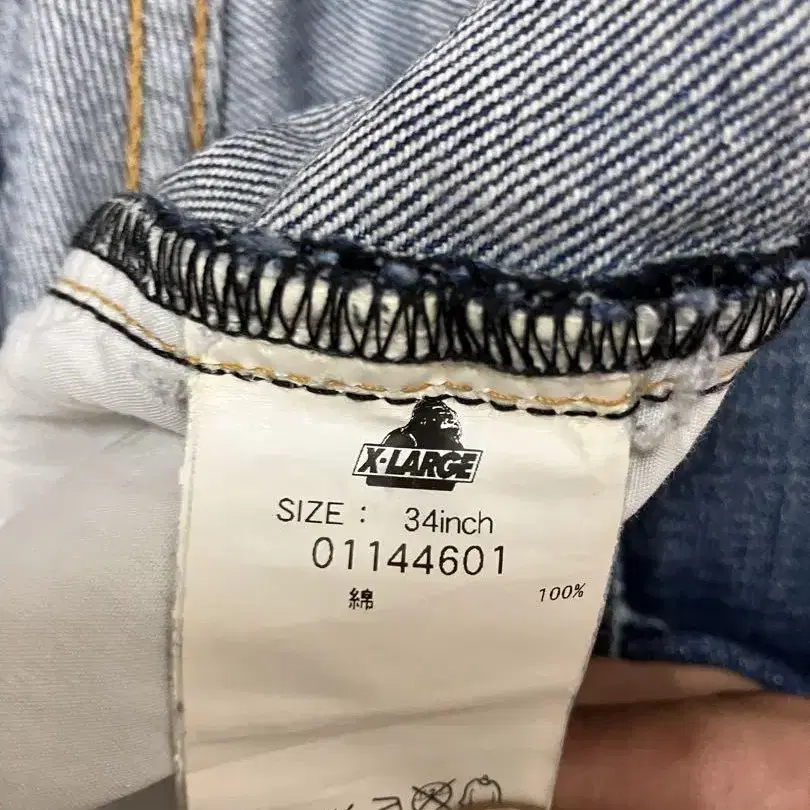 X-LARGE
SIZE : 34inch
01144601
綿 100%